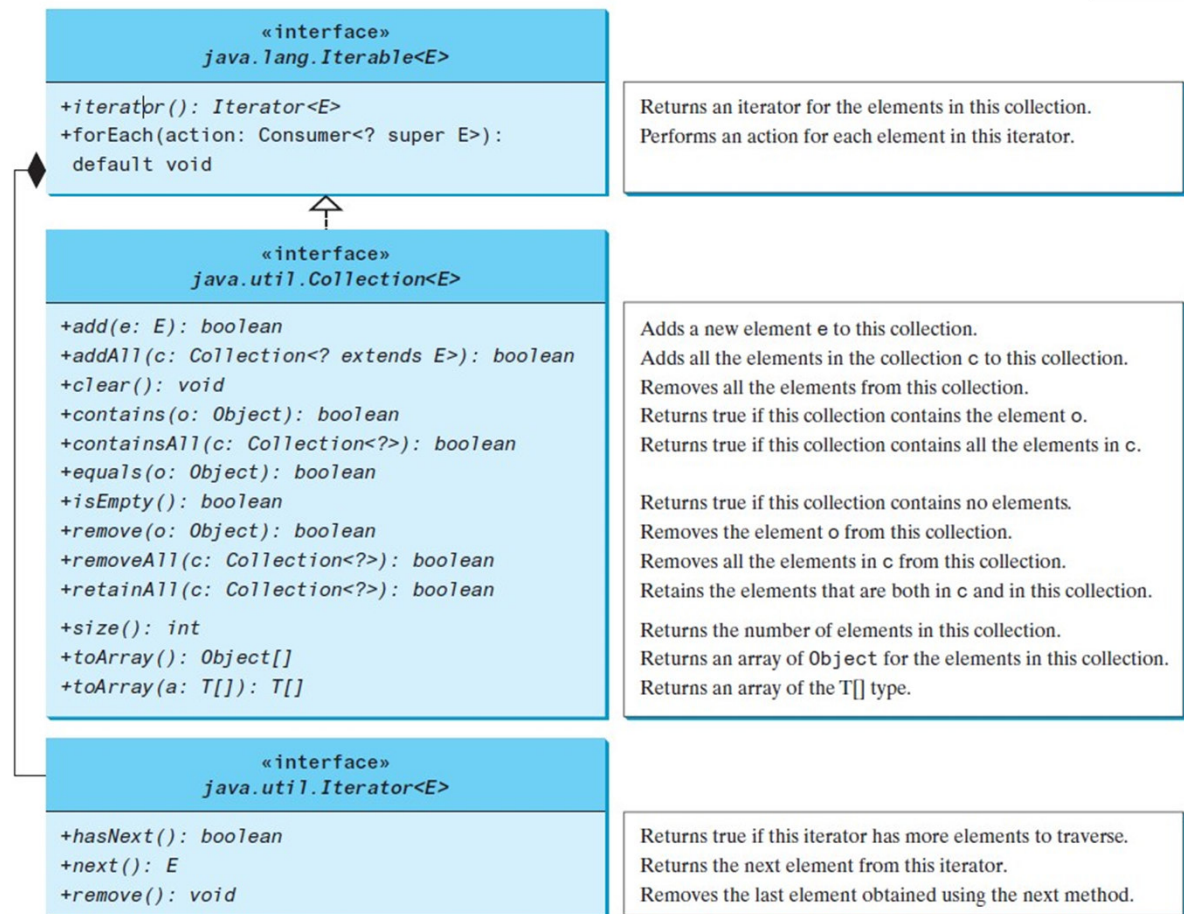 «interface»
java.lang.Iterable<E>
+iterator(): Iterator<E>
+forEach(action: Consumer<? super E>):
default void
Returns an iterator for the elements in this collection.
Performs an action for each element in this iterator.
«interface»
java.util.Collection<E>
+add(e: E): boolean
+addAll(c: Collection<? extends E>): boolean
+clear(): void
+contains(o: Object): boolean
+containsAll(c: Collection<?>): boolean
+equals(o: Object): boolean
+isEmpty(): boolean
+remove(o: Object): boolean
+removeAll(c: Collection<?>): boolean
+retainAll(c: Collection<?>): boolean
+size(): int
+toArray(): Object[]
+toArray(a: T[]): T[]
Adds a new element e to this collection.
Adds all the elements in the collection c to this collection.
Removes all the elements from this collection.
Returns true if this collection contains the element o.
Returns true if this collection contains all the elements in c.
Returns true if this collection contains no elements.
Removes the element o from this collection.
Removes all the elements in c from this collection.
Retains the elements that are both in c and in this collection.
Returns the number of elements in this collection.
Returns an array of Object for the elements in this collection.
Returns an array of the T[] type.
«interface»
java.util.Iterator<E>
+hasNext(): boolean
+next(): E
+remove(): void
Returns true if this iterator has more elements to traverse.
Returns the next element from this iterator.
Removes the last element obtained using the next method.